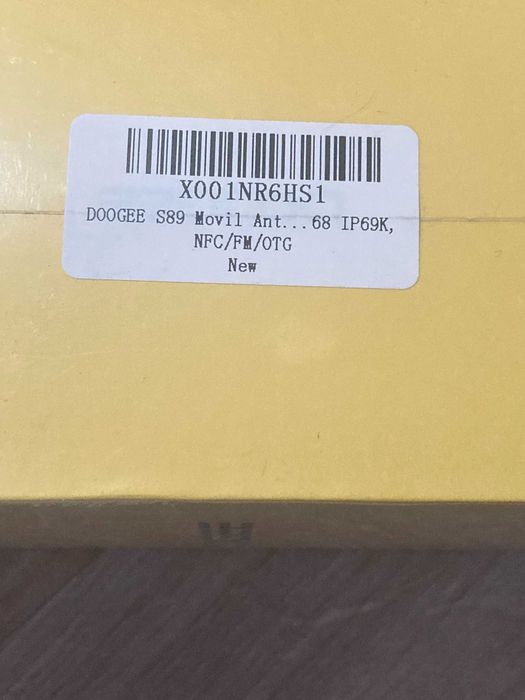 X001NR6HS1
DOOGEE S89 Movil Ant...68 IP69K,
NFC/FM/OTG
New